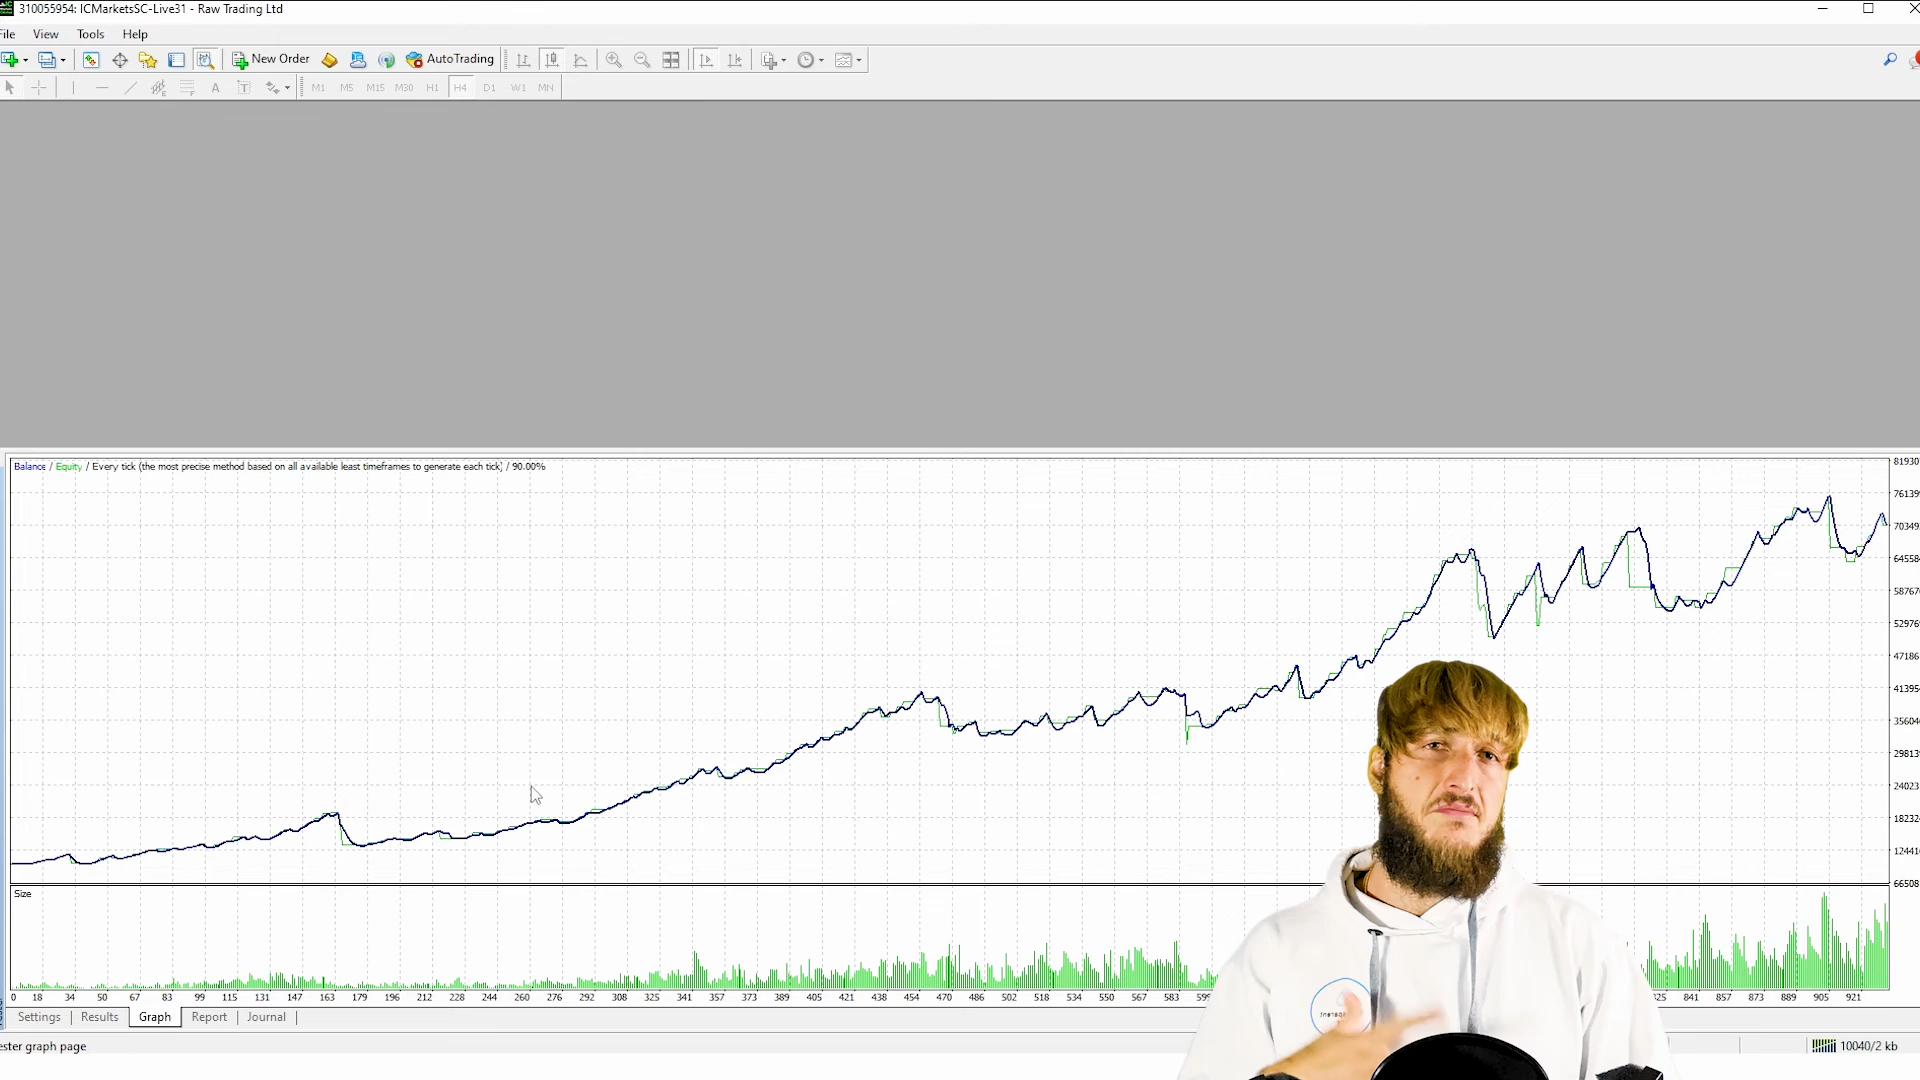 310055954: ICMarketsSC-Live31 - Raw Trading Ltd
File View Tools Help
New Order AutoTrading
A T M1 M5 M15 M30 H1 H4 D1 W1 MN
Balance / Equity / Every tick (the most precise method based on all available least timeframes to generate each tick) / 90.00%
81930
76139
70349
64558
58767
52976
47186
41395
35604
29813
24023
18232
12441
66508
Size
0 18 34 50 67 83 99 115 131 147 163 179 196 212 228 244 260 276 292 308 325 341 357 373 389 405 421 438 454 470 486 502 518 534 550 567 583 599 825 841 857 873 889 905 921
Settings Results Graph Report Journal
ester graph page
10040/2 kb